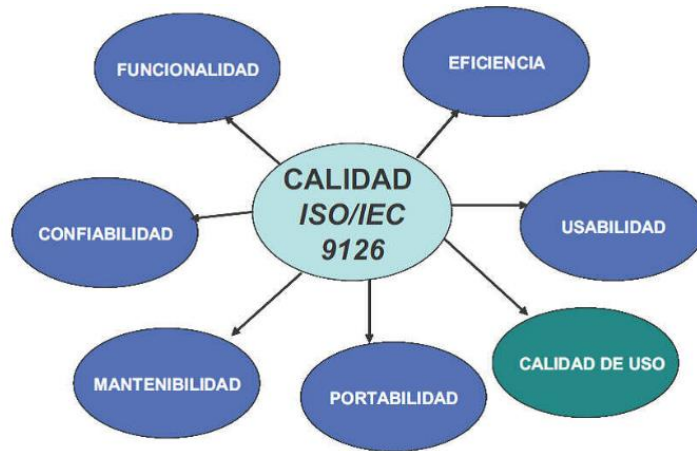 FUNCIONALIDAD
EFICIENCIA
CALIDAD
ISO/IEC
9126
CONFIABILIDAD
USABILIDAD
MANTENIBILIDAD
PORTABILIDAD
CALIDAD DE USO